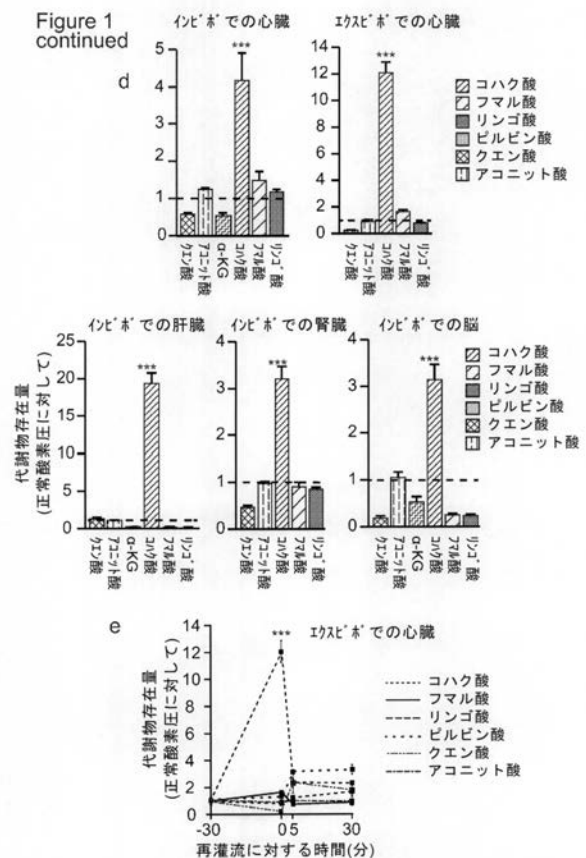 Figure 1
continued
d
インビボでの心臓
5
4
3
2
1
0
***
クエン酸
アコニット酸
α-KG
コハク酸
フマル酸
リンゴ酸
エクスビボでの心臓
14
12
10
8
6
4
2
0
***
クエン酸
アコニット酸
コハク酸
フマル酸
リンゴ酸
コハク酸
フマル酸
リンゴ酸
ピルビン酸
クエン酸
アコニット酸
代謝物存在量
(正常酸素圧に対して)
インビボでの肝臓
25
20
15
10
5
0
***
クエン酸
アコニット酸
α-KG
コハク酸
フマル酸
リンゴ酸
インビボでの腎臓
4
3
2
1
0
***
クエン酸
アコニット酸
α-KG
コハク酸
フマル酸
リンゴ酸
インビボでの脳
4
3
2
1
0
***
クエン酸
アコニット酸
α-KG
コハク酸
フマル酸
リンゴ酸
コハク酸
フマル酸
リンゴ酸
ピルビン酸
クエン酸
アコニット酸
e
エクスビボでの心臓
代謝物存在量
(正常酸素圧に対して)
14
12
10
8
6
4
2
0
***
-30
0
5
30
再灌流に対する時間(分)
コハク酸
フマル酸
リンゴ酸
ピルビン酸
クエン酸
アコニット酸